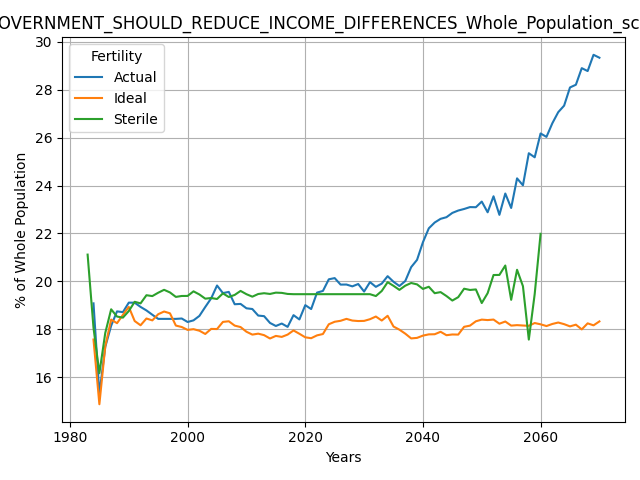 OVERNMENT_SHOULD_REDUCE_INCOME_DIFFERENCES_Whole_Population_sc
Fertility
Actual
Ideal
Sterile
% of Whole Population
30
28
26
24
22
20
18
16
1980
2000
2020
2040
2060
Years